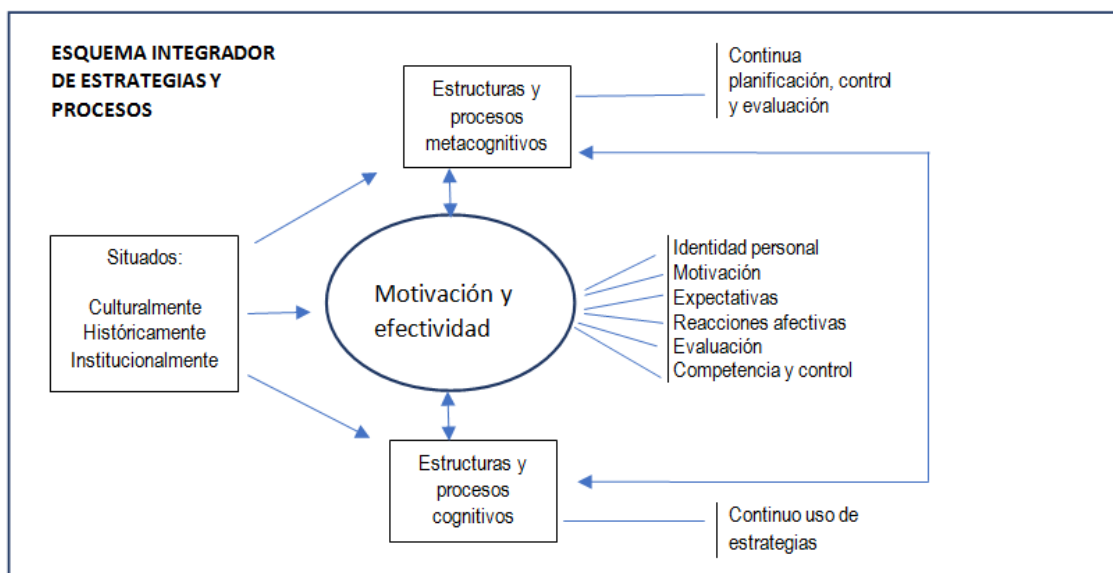 ESQUEMA INTEGRADOR
DE ESTRATEGIAS Y
PROCESOS
Estructuras y
procesos
metacognitivos
Continua
planificación, control
y evaluación
Situados:
Culturalmente
Históricamente
Institucionalmente
Motivación y
efectividad
Identidad personal
Motivación
Expectativas
Reacciones afectivas
Evaluación
Competencia y control
Estructuras y
procesos
cognitivos
Continuo uso de
estrategias